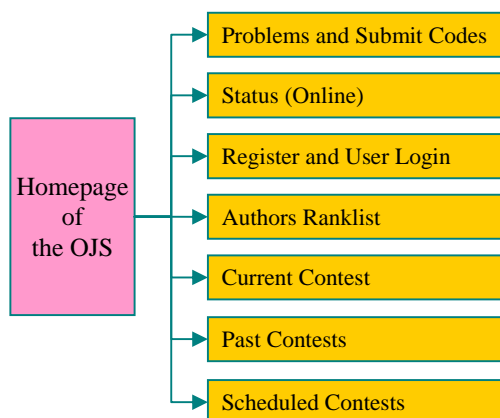 Homepage
of
the OJS
Problems and Submit Codes
Status (Online)
Register and User Login
Authors Ranklist
Current Contest
Past Contests
Scheduled Contests